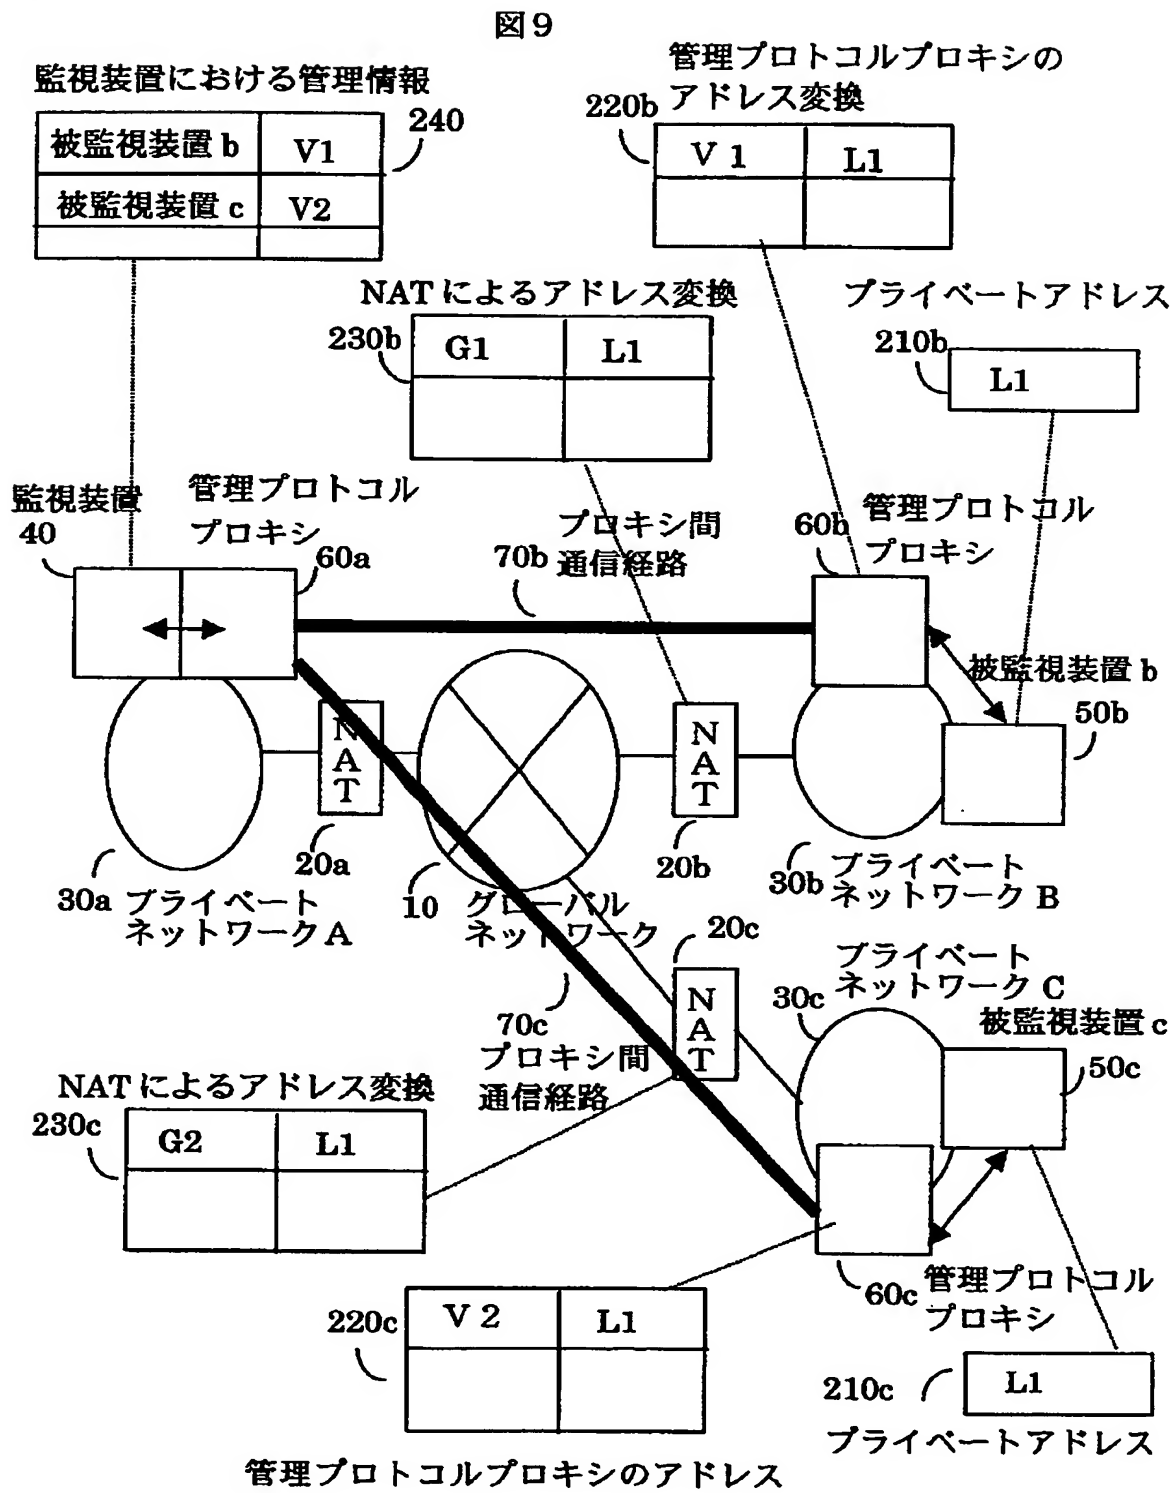 図9
監視装置における管理情報
240
被監視装置b V1
被監視装置c V2
管理プロトコルプロキシの
アドレス変換
220b
V1 L1
NATによるアドレス変換
230b
G1 L1
プライベートアドレス
210b
L1
監視装置
40
管理プロトコル
プロキシ
60a
プロキシ間
通信経路
70b
60b
管理プロトコル
プロキシ
被監視装置b
50b
NAT
20a
NAT
20b
30a プライベート
ネットワークA
10 グローバル
ネットワーク
30b プライベート
ネットワークB
20c
NAT
プライベート
ネットワークC
30c
被監視装置c
50c
70c
プロキシ間
通信経路
NATによるアドレス変換
230c
G2 L1
60c
管理プロトコル
プロキシ
220c
V2 L1
210c
L1
プライベートアドレス
管理プロトコルプロキシのアドレス